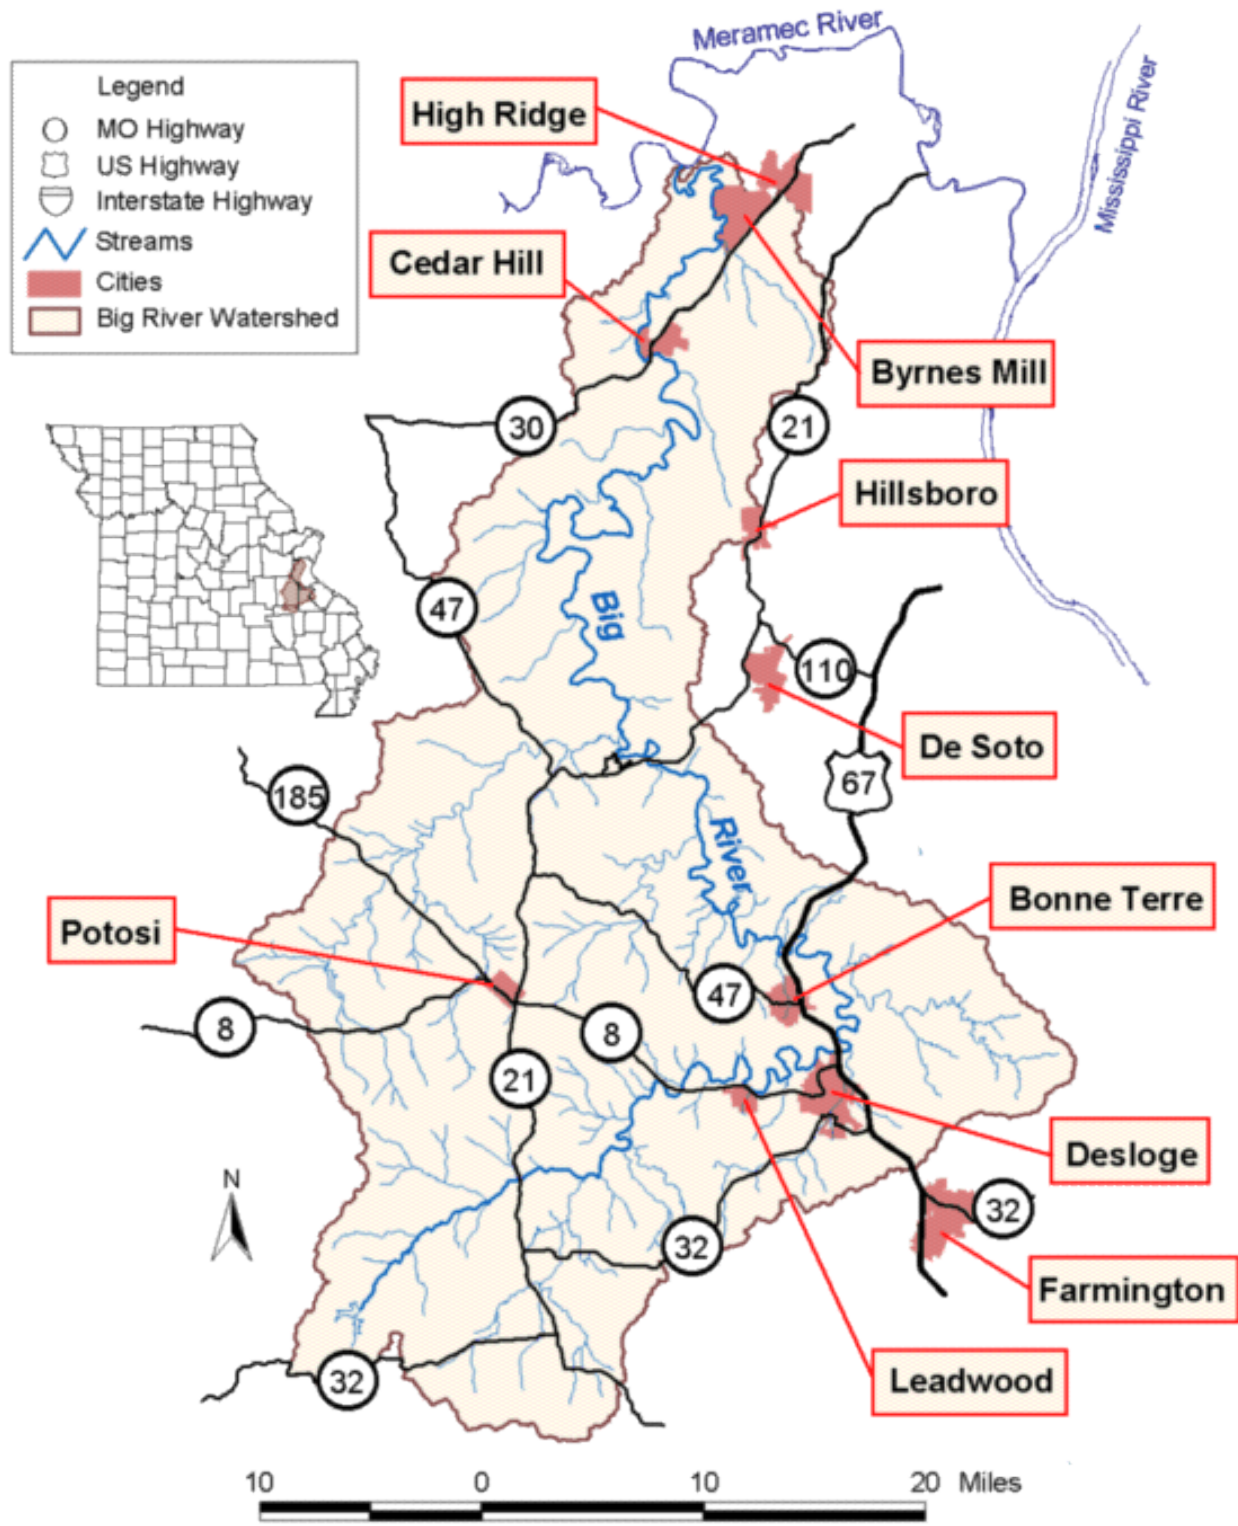 Meramec River
Mississippi River
Legend
MO Highway
US Highway
Interstate Highway
Streams
Cities
Big River Watershed
High Ridge
Cedar Hill
Byrnes Mill
30
21
Hillsboro
47
Big
110
De Soto
185
67
River
Bonne Terre
Potosi
47
8
8
21
Desloge
N
32
32
Farmington
32
Leadwood
10 0 10 20 Miles